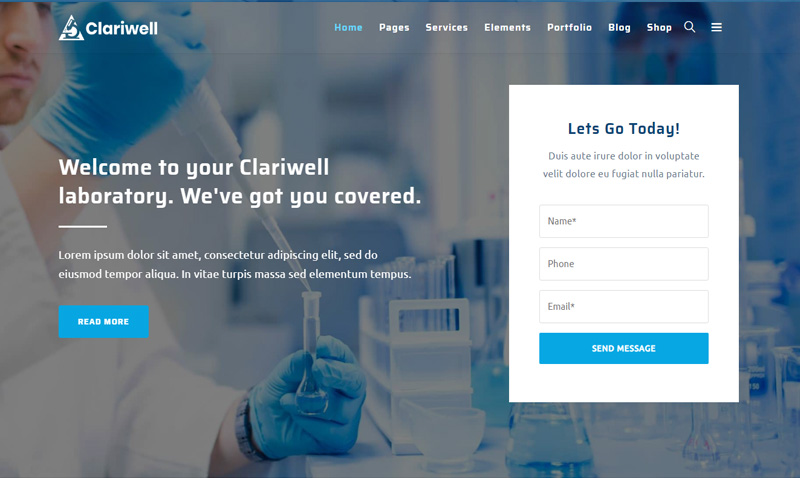 Clariwell
Home Pages Services Elements Portfolio Blog Shop
Welcome to your Clariwell
laboratory. We've got you covered.
Lorem ipsum dolor sit amet, consectetur adipiscing elit, sed do
eiusmod tempor aliqua. In vitae turpis massa sed elementum tempus.
READ MORE
Lets Go Today!
Duis aute irure dolor in voluptate
velit dolore eu fugiat nulla pariatur.
Name*
Phone
Email*
SEND MESSAGE